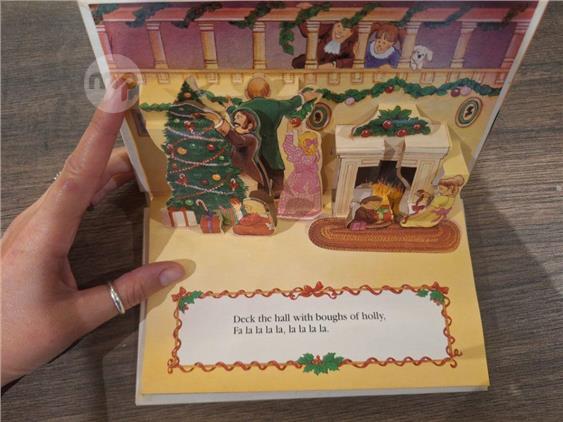 Deck the hall with boughs of holly,
Fa la la la la, la la la la.